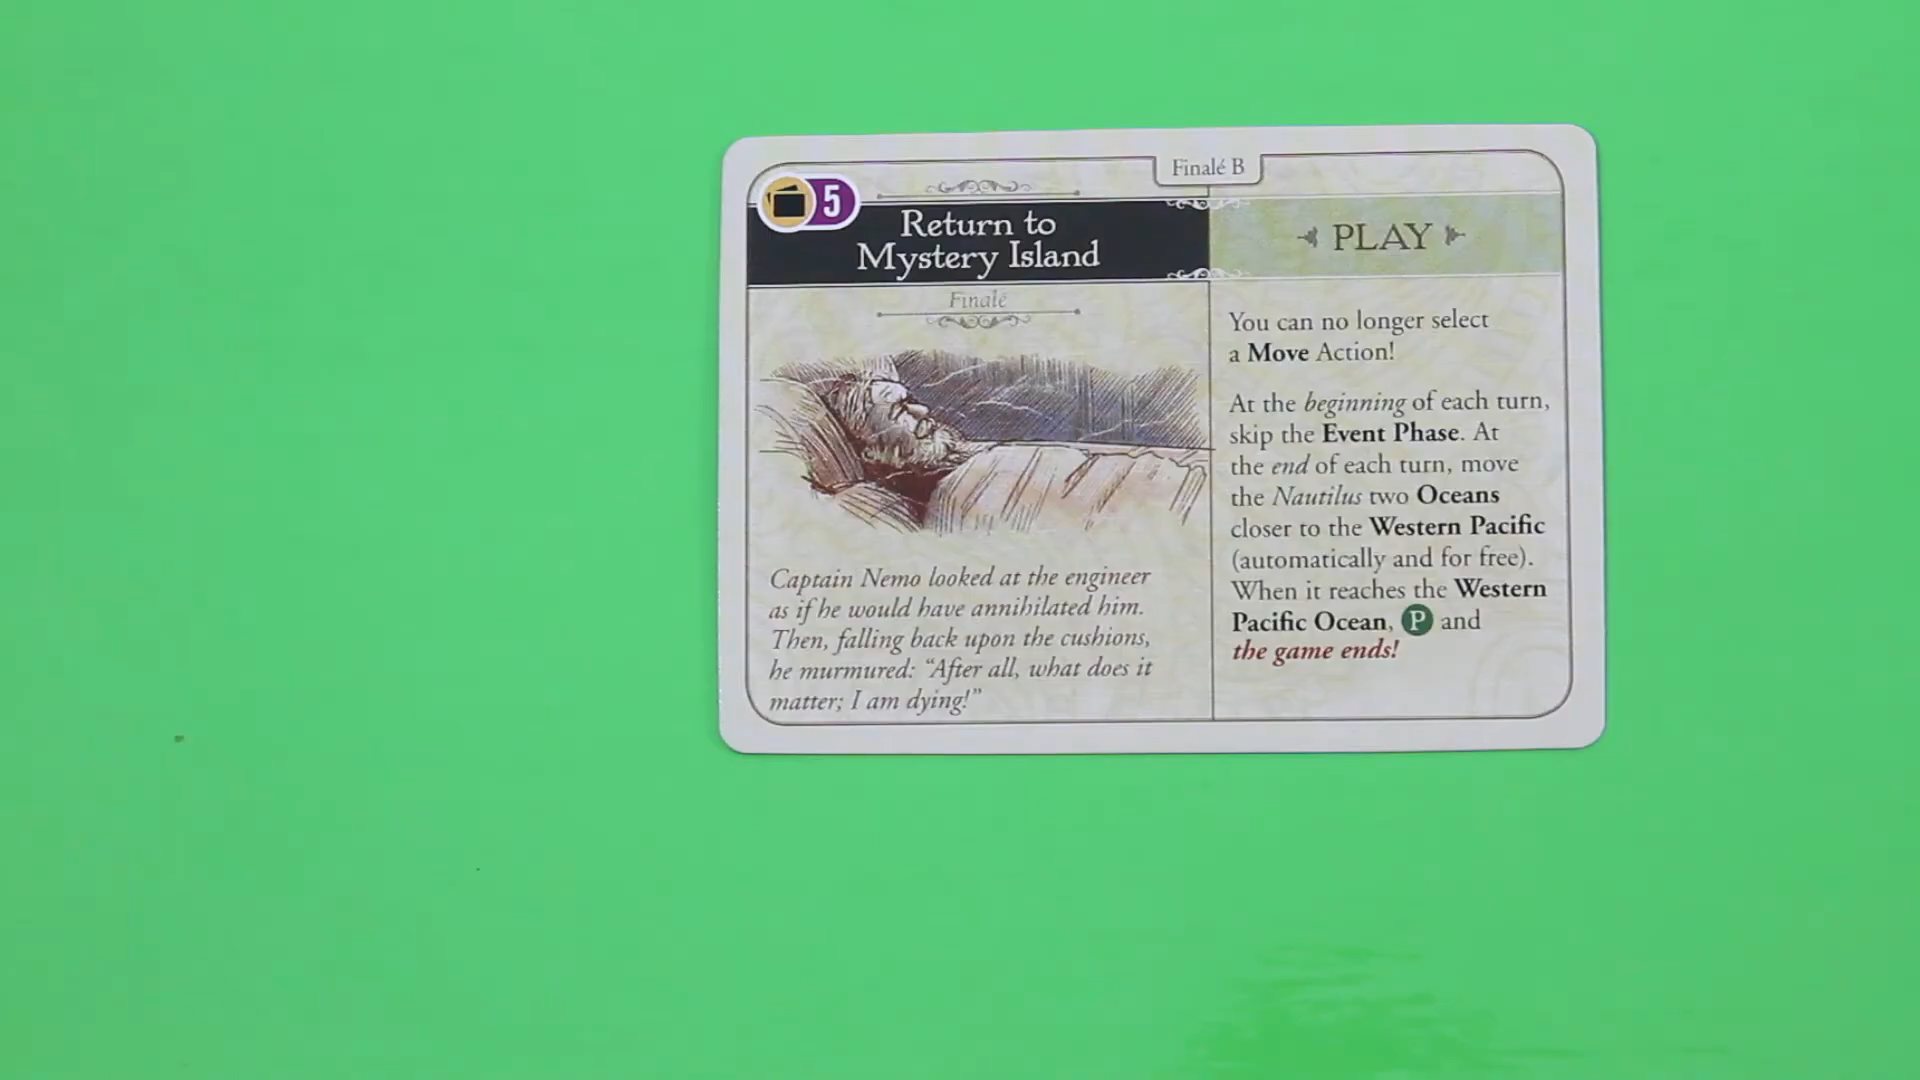 Finalé B
5
Return to
Mystery Island
Finalé
Captain Nemo looked at the engineer
as if he would have annihilated him.
Then, falling back upon the cushions,
he murmured: “After all, what does it
matter; I am dying!”
PLAY
You can no longer select
a Move Action!
At the beginning of each turn,
skip the Event Phase. At
the end of each turn, move
the Nautilus two Oceans
closer to the Western Pacific
(automatically and for free).
When it reaches the Western
Pacific Ocean, P and
the game ends!